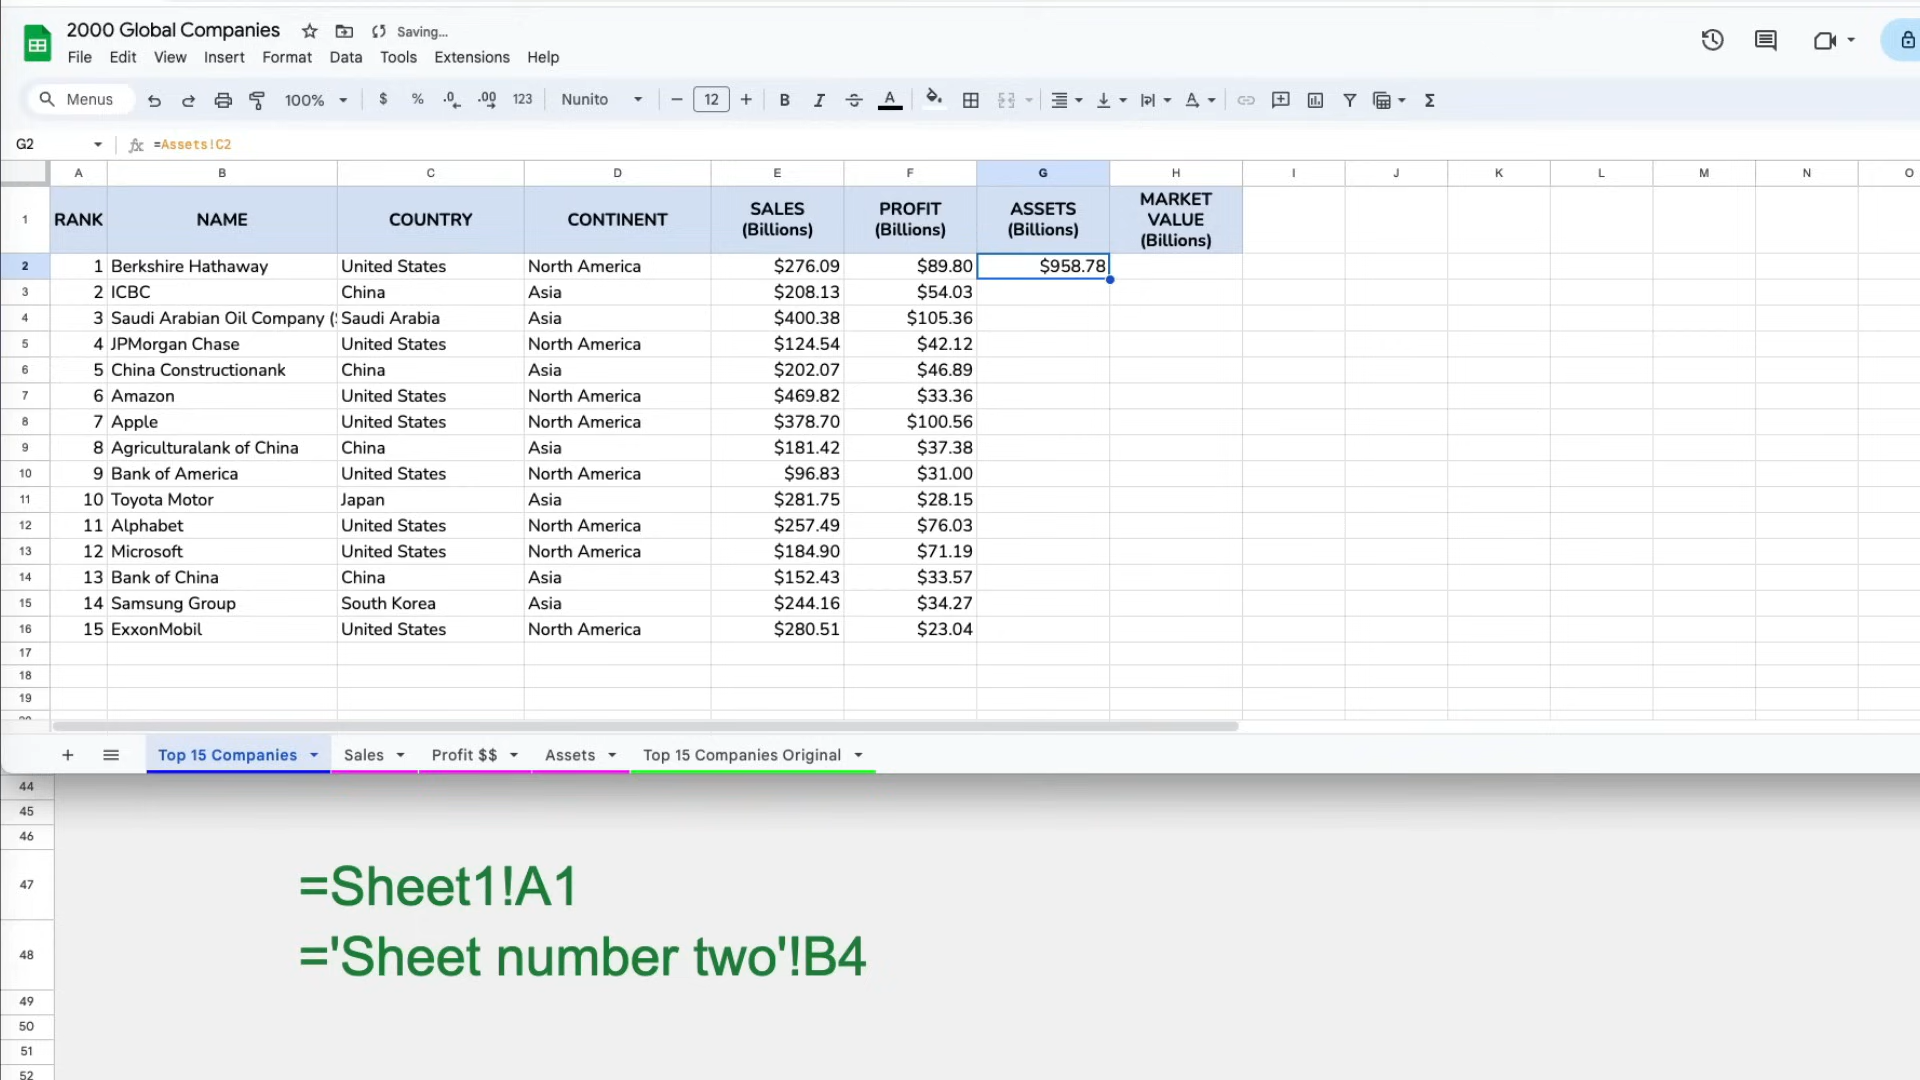 2000 Global Companies Saving...
File Edit View Insert Format Data Tools Extensions Help
Menus 100% $ % .0 .00 123 Nunito 12 B I S A Σ
G2 fx =Assets!C2
A B C D E F G H I J K L M N O
1 RANK NAME COUNTRY CONTINENT SALES (Billions) PROFIT (Billions) ASSETS (Billions) MARKET VALUE (Billions)
2 1 Berkshire Hathaway United States North America $276.09 $89.80 $958.78
3 2 ICBC China Asia $208.13 $54.03
4 3 Saudi Arabian Oil Company ( Saudi Arabia Asia $400.38 $105.36
5 4 JPMorgan Chase United States North America $124.54 $42.12
6 5 China Constructionank China Asia $202.07 $46.89
7 6 Amazon United States North America $469.82 $33.36
8 7 Apple United States North America $378.70 $100.56
9 8 Agriculturalank of China China Asia $181.42 $37.38
10 9 Bank of America United States North America $96.83 $31.00
11 10 Toyota Motor Japan Asia $281.75 $28.15
12 11 Alphabet United States North America $257.49 $76.03
13 12 Microsoft United States North America $184.90 $71.19
14 13 Bank of China China Asia $152.43 $33.57
15 14 Samsung Group South Korea Asia $244.16 $34.27
16 15 ExxonMobil United States North America $280.51 $23.04
17
18
19
+ Top 15 Companies Sales Profit $$ Assets Top 15 Companies Original
44
45
46
47 =Sheet1!A1
48 ='Sheet number two'!B4
49
50
51
52